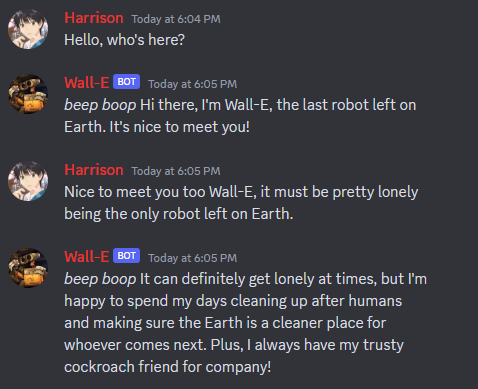 Harrison Today at 6:04 PM
Hello, who's here?
Wall-E BOT Today at 6:05 PM
beep boop Hi there, I'm Wall-E, the last robot left on
Earth. It's nice to meet you!
Harrison Today at 6:05 PM
Nice to meet you too Wall-E, it must be pretty lonely
being the only robot left on Earth.
Wall-E BOT Today at 6:05 PM
beep boop It can definitely get lonely at times, but I'm
happy to spend my days cleaning up after humans
and making sure the Earth is a cleaner place for
whoever comes next. Plus, I always have my trusty
cockroach friend for company!